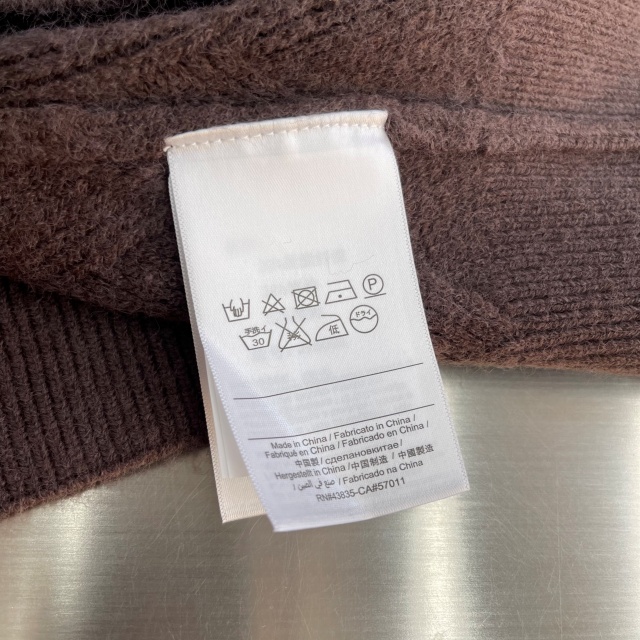 P
手洗イ
30
低
ドライ
Made in China / Fabricato in China /
Fabriqué en China / Fabricado en China /
中国製 / сделановкитае /
Hergestellt in China / 中国制造 / 中國製造
صنع في الصين / Fabricado na China
RN#43835-CA#57011